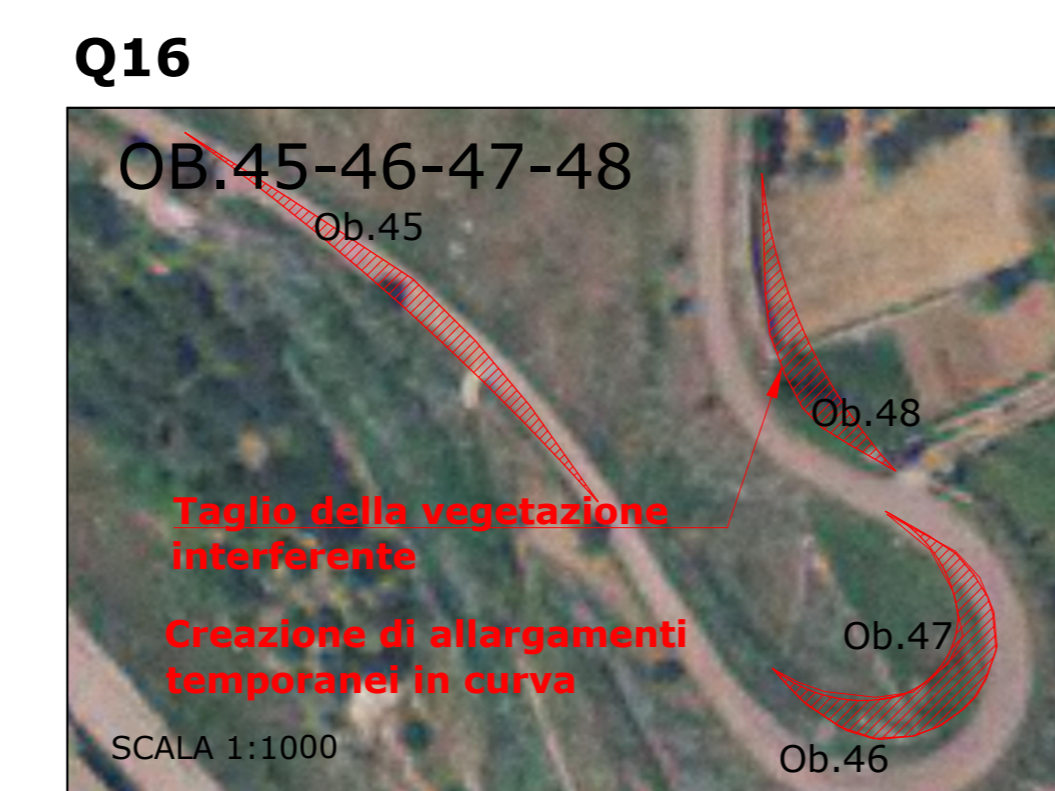 Q16
OB.45-46-47-48
Ob.45
Ob.48
Taglio della vegetazione
interferente
Creazione di allargamenti
temporanei in curva
Ob.47
SCALA 1:1000
Ob.46